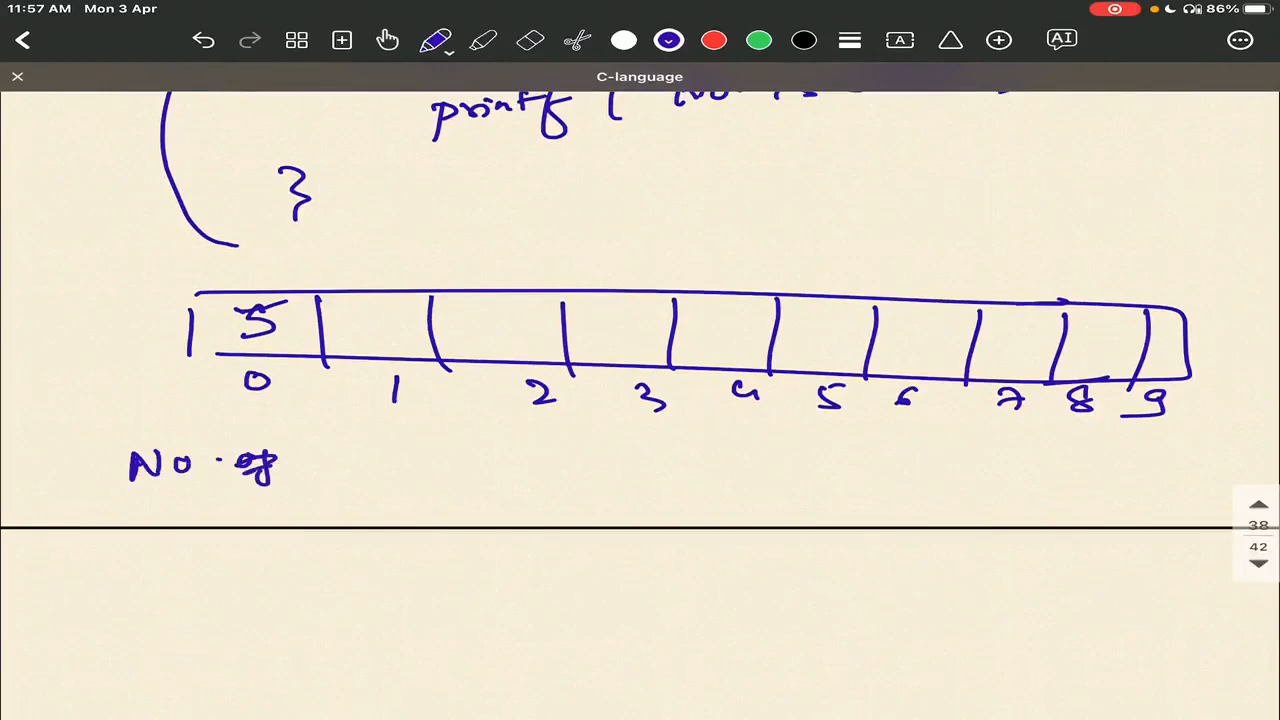 11:57 AM Mon 3 Apr
86%
AI
C-language
printf (
}
5
0 1 2 3 4 5 6 7 8 9
No. of
38
42